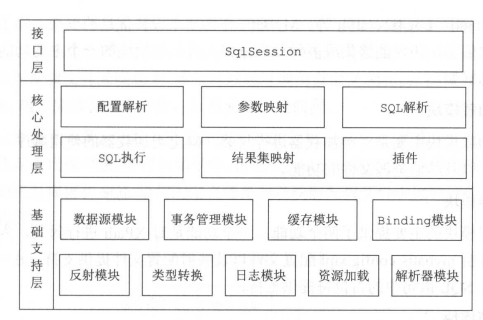 接口层
SqlSession
核心处理层
配置解析 参数映射 SQL解析
SQL执行 结果集映射 插件
基础支持层
数据源模块 事务管理模块 缓存模块 Binding模块
反射模块 类型转换 日志模块 资源加载 解析器模块